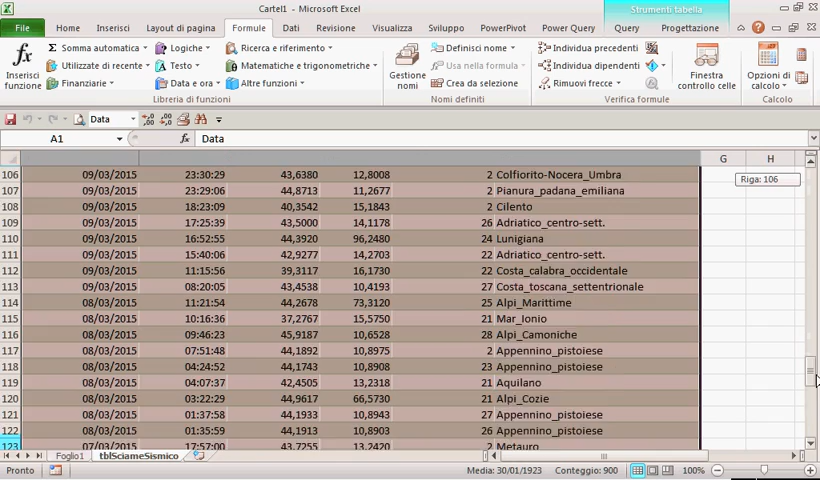 Cartel1 - Microsoft Excel
Strumenti tabella
File Home Inserisci Layout di pagina Formule Dati Revisione Visualizza Sviluppo PowerPivot Power Query Query Progettazione
Inserisci funzione
Somma automatica
Utilizzate di recente
Finanziarie
Logiche
Testo
Data e ora
Ricerca e riferimento
Matematiche e trigonometriche
Altre funzioni
Libreria di funzioni
Gestione nomi
Definisci nome
Usa nella formula
Crea da selezione
Nomi definiti
Individua precedenti
Individua dipendenti
Rimuovi frecce
Finestra controllo celle
Verifica formule
Opzioni di calcolo
Calcolo
Data
A1 fx Data
G H
106 09/03/2015 23:30:29 43,6380 12,8008 2 Colfiorito-Nocera_Umbra
Riga: 106
107 09/03/2015 23:29:06 44,8713 11,2677 2 Pianura_padana_emiliana
108 09/03/2015 18:23:09 40,3542 15,1843 2 Cilento
109 09/03/2015 17:25:39 43,5000 14,1178 26 Adriatico_centro-sett.
110 09/03/2015 16:52:55 44,3920 96,2480 24 Lunigiana
111 09/03/2015 15:40:06 42,9277 14,2703 22 Adriatico_centro-sett.
112 09/03/2015 11:15:56 39,3117 16,1730 22 Costa_calabra_occidentale
113 09/03/2015 08:20:05 43,4538 10,4193 27 Costa_toscana_settentrionale
114 08/03/2015 11:21:54 44,2678 73,3120 25 Alpi_Marittime
115 08/03/2015 10:16:36 37,2767 15,5750 21 Mar_Ionio
116 08/03/2015 09:46:23 45,9187 10,6528 28 Alpi_Camoniche
117 08/03/2015 07:51:48 44,1892 10,8975 2 Appennino_pistoiese
118 08/03/2015 04:24:52 44,1743 10,8908 23 Appennino_pistoiese
119 08/03/2015 04:07:37 42,4505 13,2318 21 Aquilano
120 08/03/2015 03:22:29 44,9617 66,5730 21 Alpi_Cozie
121 08/03/2015 01:37:58 44,1933 10,8943 27 Appennino_pistoiese
122 08/03/2015 01:35:59 44,1913 10,8903 26 Appennino_pistoiese
123 07/03/2015 17:57:00 43,7255 13,2420 2 Metauro
Foglio1 tblSciameSismico
Pronto Media: 30/01/1923 Conteggio: 900 100%